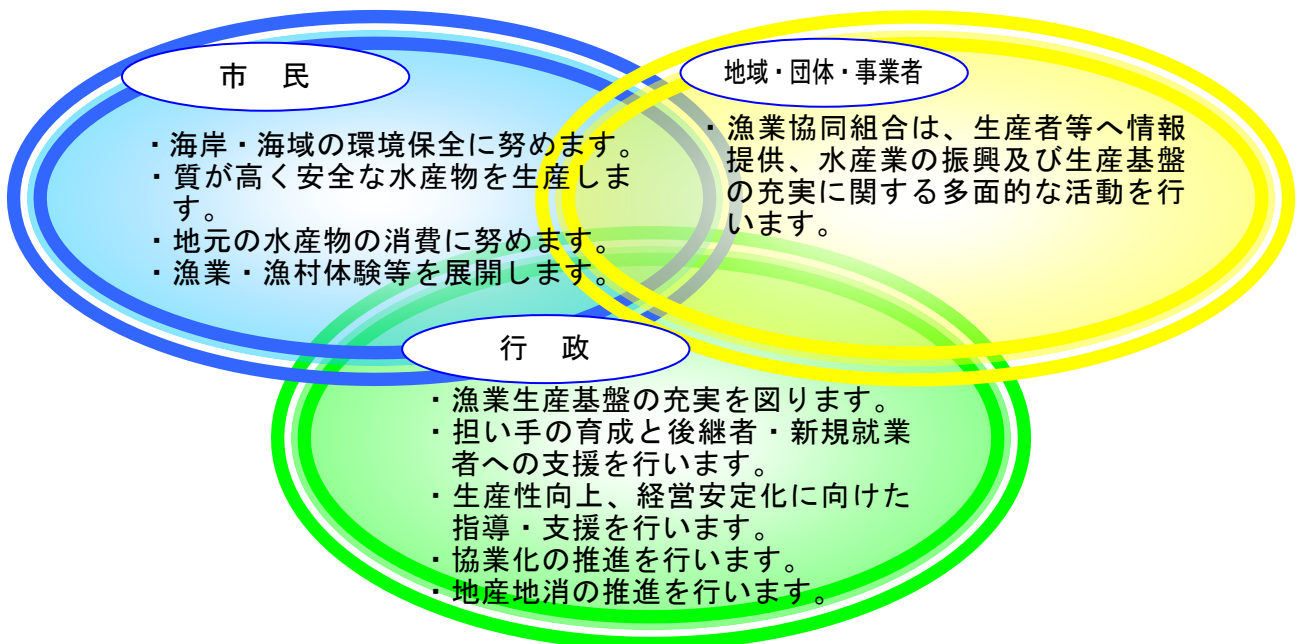 市　民
・海岸・海域の環境保全に努めます。
・質が高く安全な水産物を生産しま
す。
・地元の水産物の消費に努めます。
・漁業・漁村体験等を展開します。
地域・団体・事業者
・漁業協同組合は、生産者等へ情報
提供、水産業の振興及び生産基盤
の充実に関する多面的な活動を行
います。
行　政
・漁業生産基盤の充実を図ります。
・担い手の育成と後継者・新規就業
者への支援を行います。
・生産性向上、経営安定化に向けた
指導・支援を行います。
・協業化の推進を行います。
・地産地消の推進を行います。